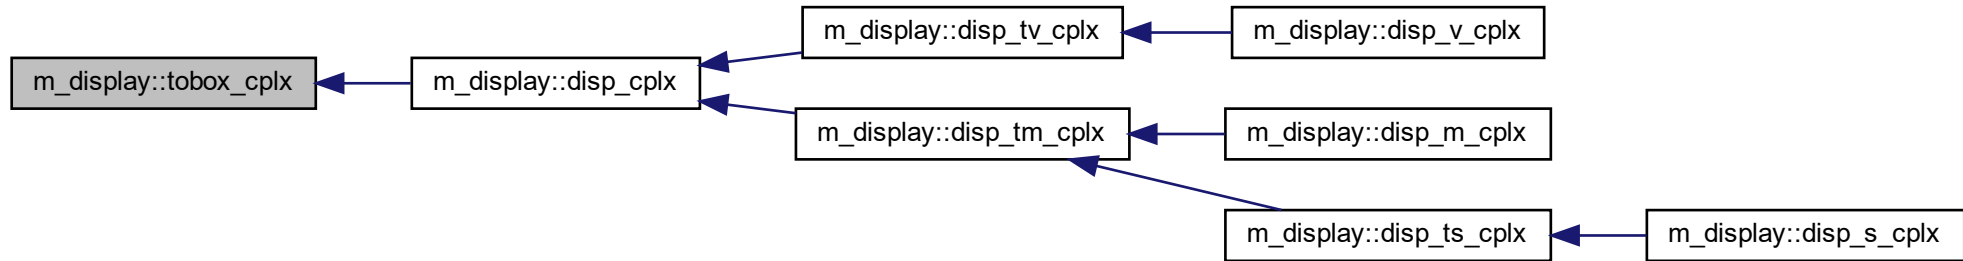 m_display::tobox_cplx
m_display::disp_cplx
m_display::disp_tv_cplx
m_display::disp_v_cplx
m_display::disp_tm_cplx
m_display::disp_m_cplx
m_display::disp_ts_cplx
m_display::disp_s_cplx